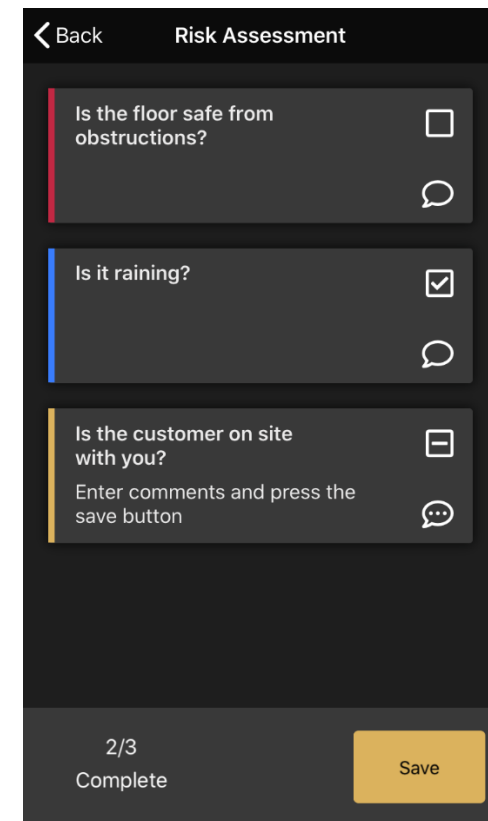 Back Risk Assessment
Is the floor safe from
obstructions?
Is it raining?
Is the customer on site
with you?
Enter comments and press the
save button
2/3
Complete
Save